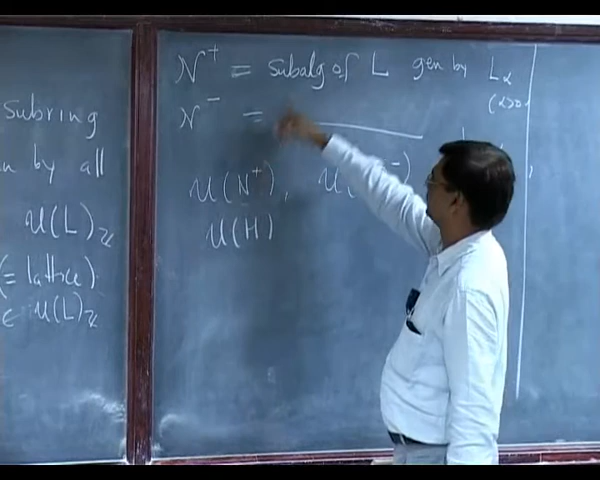 subring
n by all
U(L)ℤ
(= lattice)
∈ U(L)ℤ
N⁺ = subalg of L gen by Lα
(α>0)
N⁻ =
U(N⁺), U(
U(H)